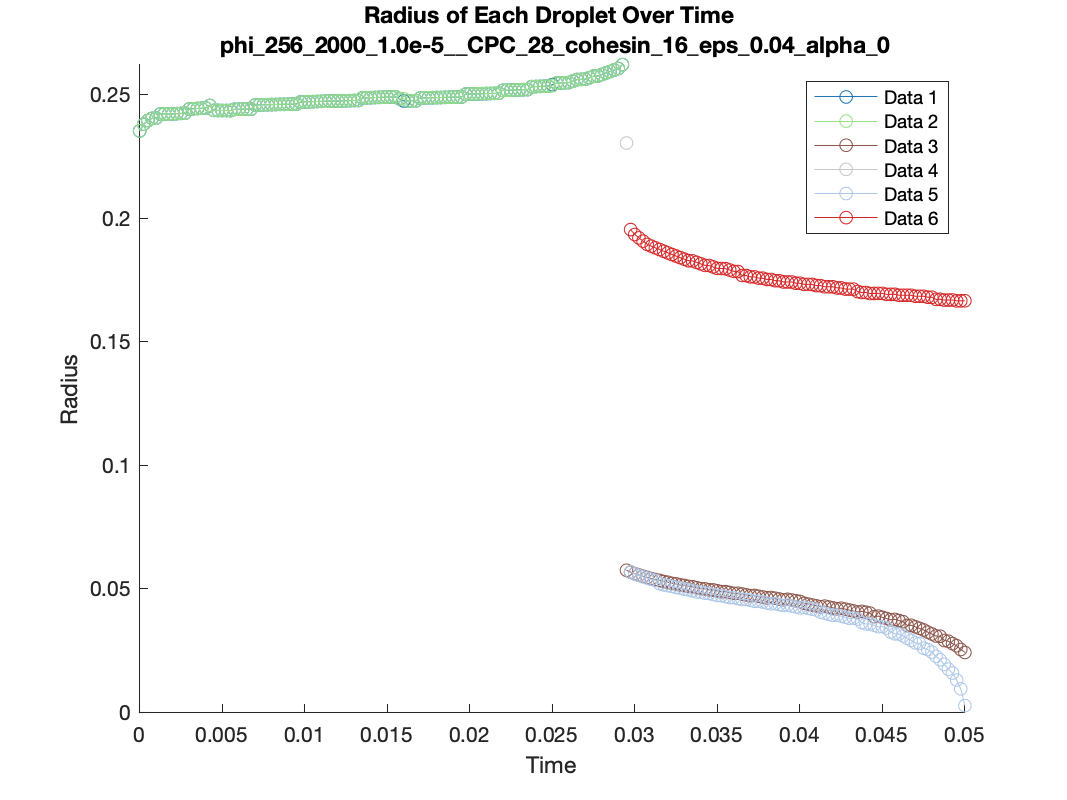 Radius of Each Droplet Over Time
phi_256_2000_1.0e-5__CPC_28_cohesin_16_eps_0.04_alpha_0
0.25
0.2
0.15
0.1
0.05
0
Radius
0 0.005 0.01 0.015 0.02 0.025 0.03 0.035 0.04 0.045 0.05
Time
Data 1
Data 2
Data 3
Data 4
Data 5
Data 6